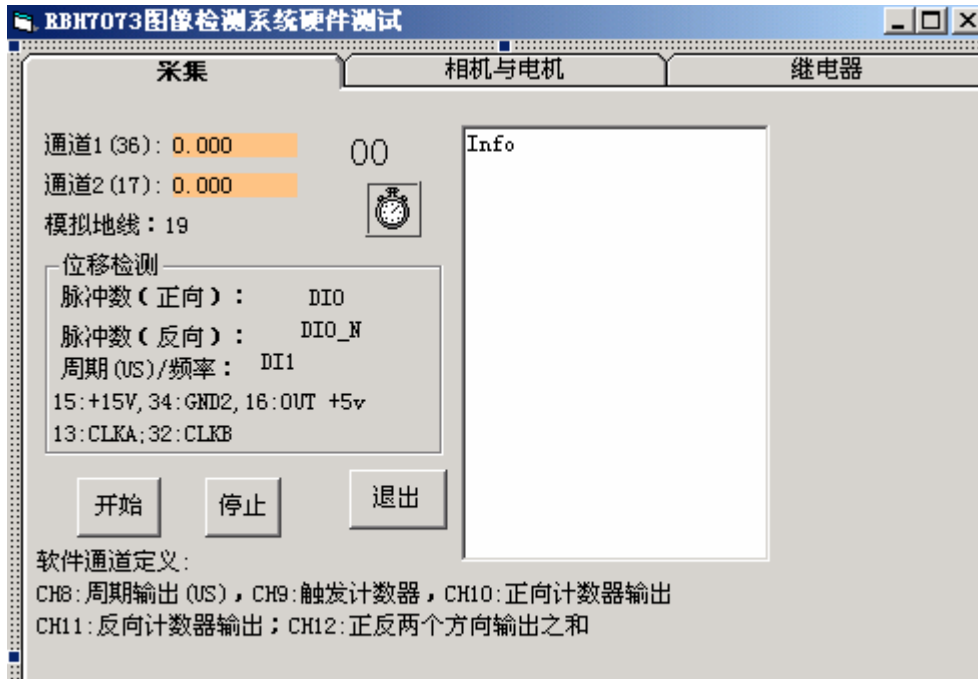 RBH7073图像检测系统硬件测试
采集 相机与电机 继电器
通道1(36): 0.000 00
通道2(17): 0.000
模拟地线：19
Info
位移检测
脉冲数（正向）： DIO
脉冲数（反向）： DIO_N
周期(US)/频率： DI1
15:+15V,34:GND2,16:OUT +5v
13:CLKA;32:CLKB
开始 停止 退出
软件通道定义:
CH8:周期输出(US)，CH9:触发计数器，CH10:正向计数器输出
CH11:反向计数器输出；CH12:正反两个方向输出之和